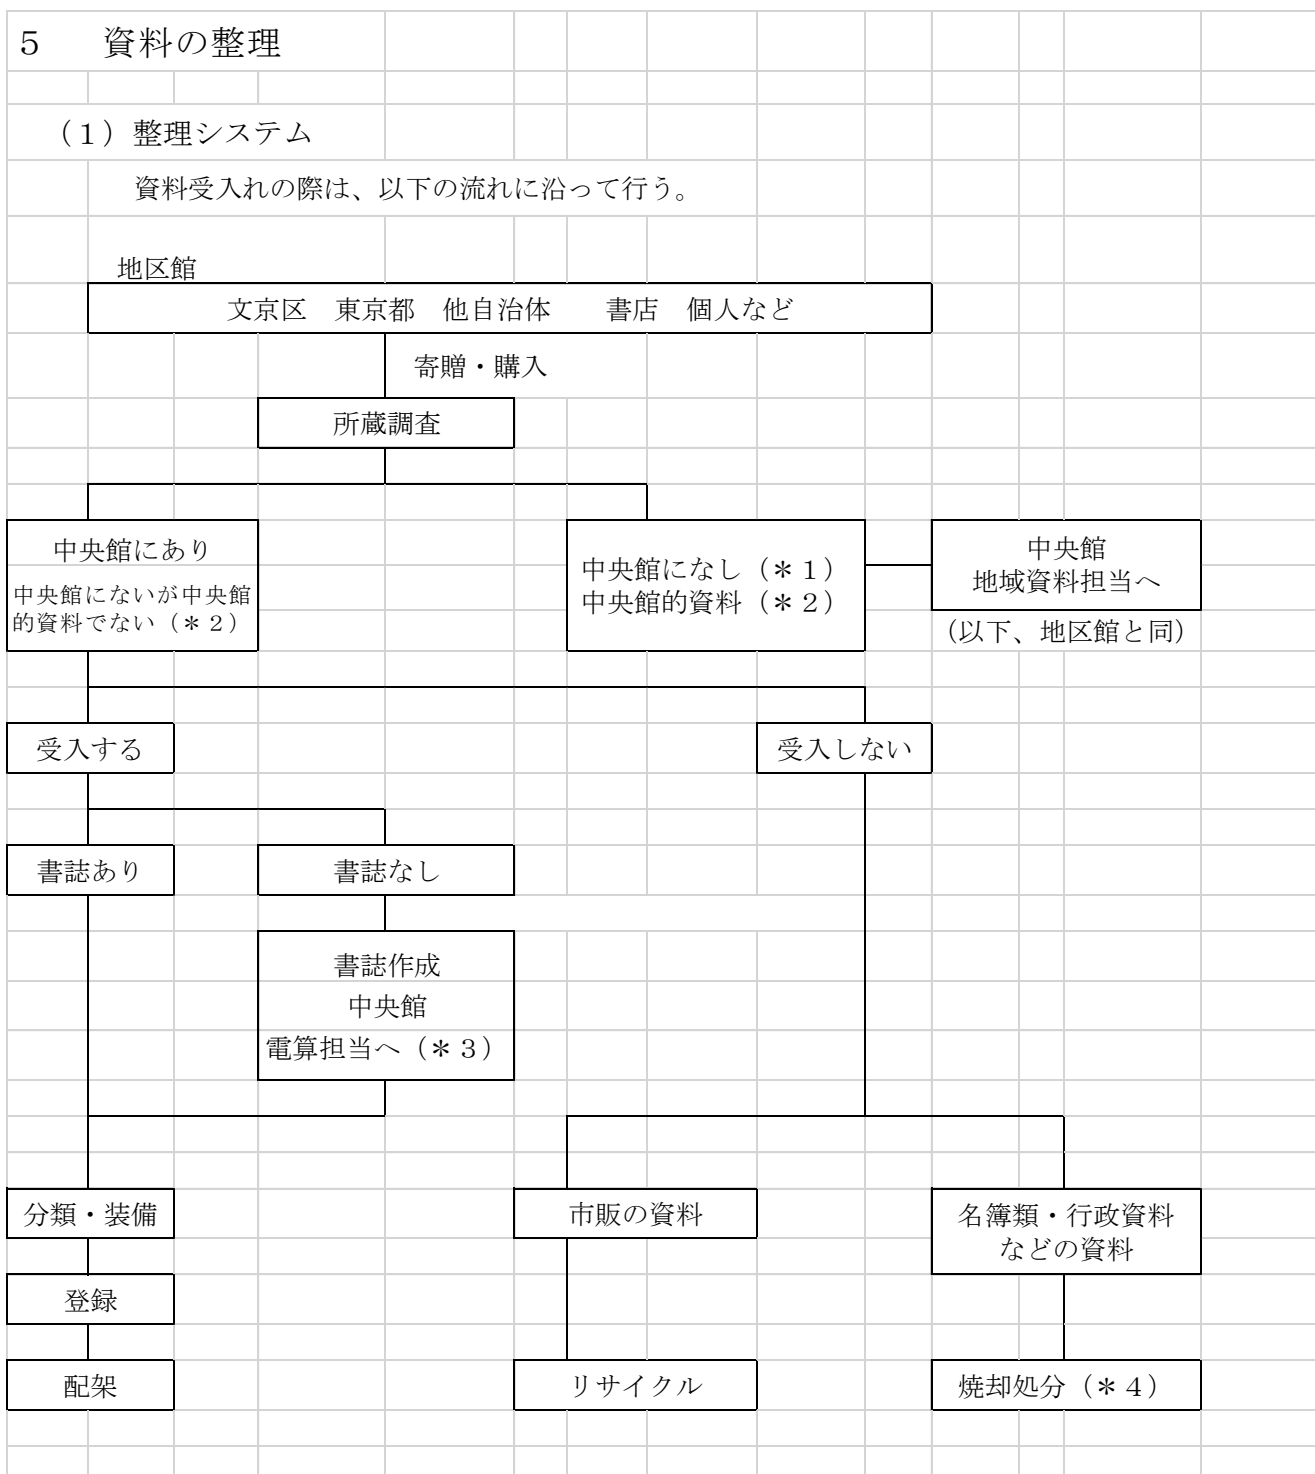 ５　資料の整理
（１）整理システム
資料受入れの際は、以下の流れに沿って行う。
地区館
文京区　東京都　他自治体　　書店　個人など
寄贈・購入
所蔵調査
中央館にあり
中央館にないが中央館
的資料でない（＊２）
中央館になし（＊１）
中央館的資料（＊２）
中央館
地域資料担当へ
（以下、地区館と同）
受入する
受入しない
書誌あり
書誌なし
書誌作成
中央館
電算担当へ（＊３）
分類・装備
市販の資料
名簿類・行政資料
などの資料
登録
配架
リサイクル
焼却処分（＊４）